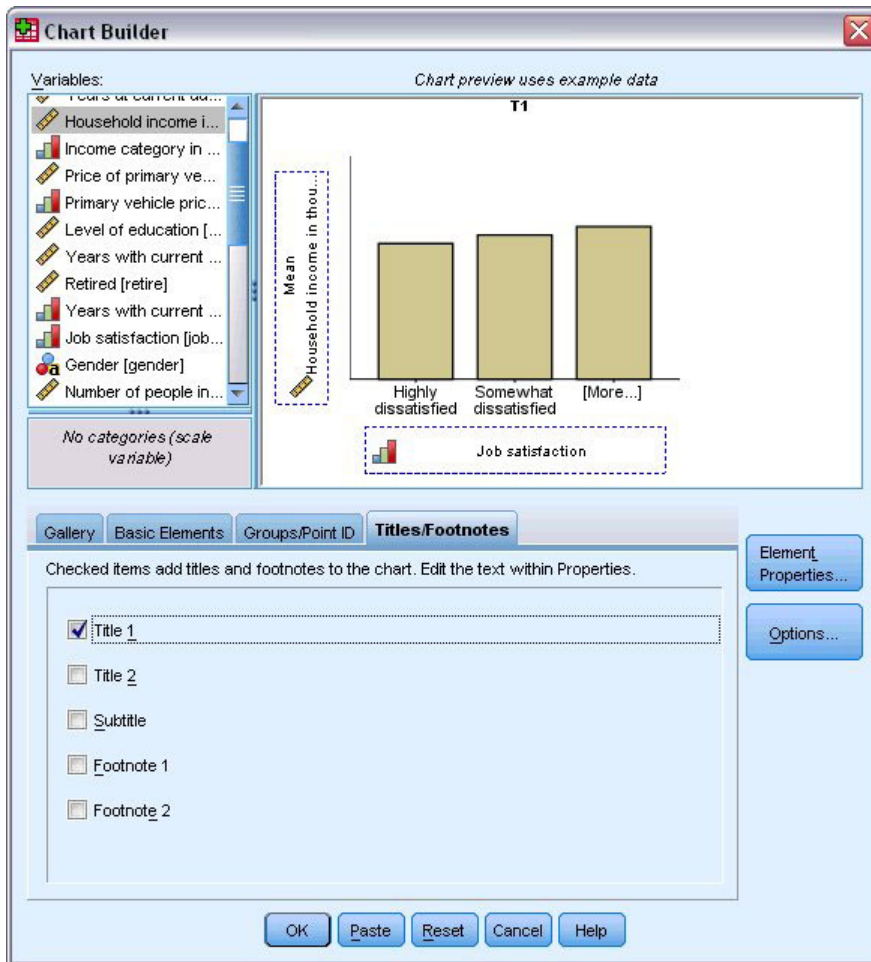 Chart Builder
Variables:
Chart preview uses example data
Years at current ad...
Household income i...
Income category in ...
Price of primary ve...
Primary vehicle pric...
Level of education [...
Years with current ...
Retired [retire]
Years with current ...
Job satisfaction [job...
Gender [gender]
Number of people in...
No categories (scale
variable)
T1
Mean
Household income in thou...
Highly
dissatisfied
Somewhat
dissatisfied
[More...]
Job satisfaction
Gallery
Basic Elements
Groups/Point ID
Titles/Footnotes
Checked items add titles and footnotes to the chart. Edit the text within Properties.
Title 1
Title 2
Subtitle
Footnote 1
Footnote 2
Element
Properties...
Options...
OK
Paste
Reset
Cancel
Help